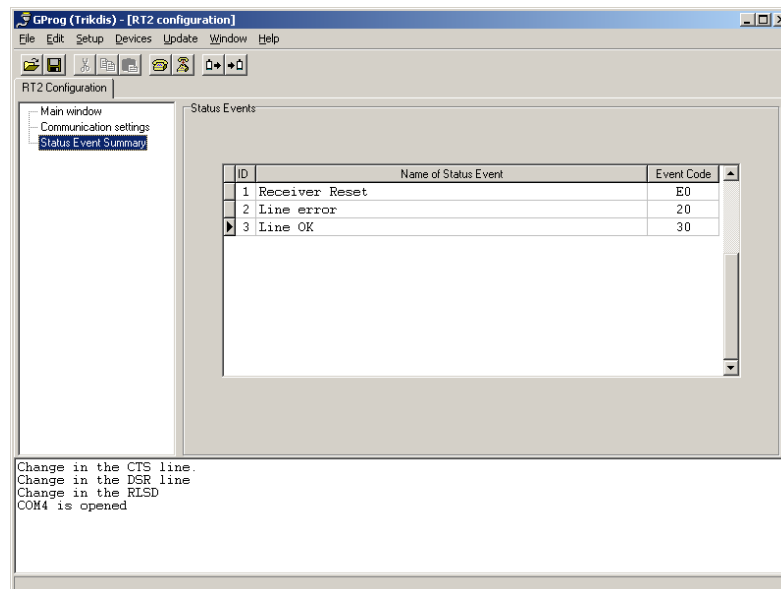 GProg (Trikdis) - [RT2 configuration]
File Edit Setup Devices Update Window Help
RT2 Configuration
Main window
Communication settings
Status Event Summary
Status Events
ID Name of Status Event Event Code
1 Receiver Reset E0
2 Line error 20
3 Line OK 30
Change in the CTS line.
Change in the DSR line
Change in the RLSD
COM4 is opened